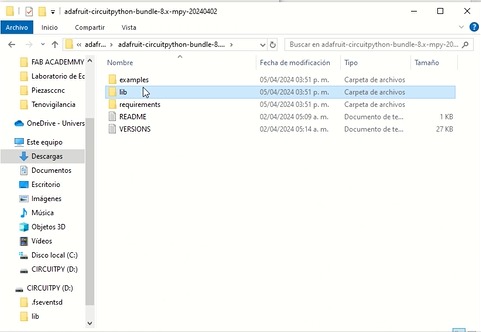 adafruit-circuitpython-bundle-8.x-mpy-20240402
Archivo Inicio Compartir Vista
« adafr... › adafruit-circuitpython-bundle-8.... › Buscar en adafruit-circuitpython-bundle-8.x-mpy-20...
FAB ACADEMMY
Laboratorio de Ec
Piezasccnc
Tenovigilancia
OneDrive - Univers
Este equipo
Descargas
Documentos
Escritorio
Imágenes
Música
Objetos 3D
Vídeos
Disco local (C:)
CIRCUITPY (D:)
CIRCUITPY (D:)
.fseventsd
lib
Nombre Fecha de modificación Tipo Tamaño
examples 05/04/2024 03:51 p. m. Carpeta de archivos
lib 05/04/2024 03:51 p. m. Carpeta de archivos
requirements 05/04/2024 03:51 p. m. Carpeta de archivos
README 02/04/2024 05:09 a. m. Documento de te... 1 KB
VERSIONS 02/04/2024 05:14 a. m. Documento de te... 27 KB